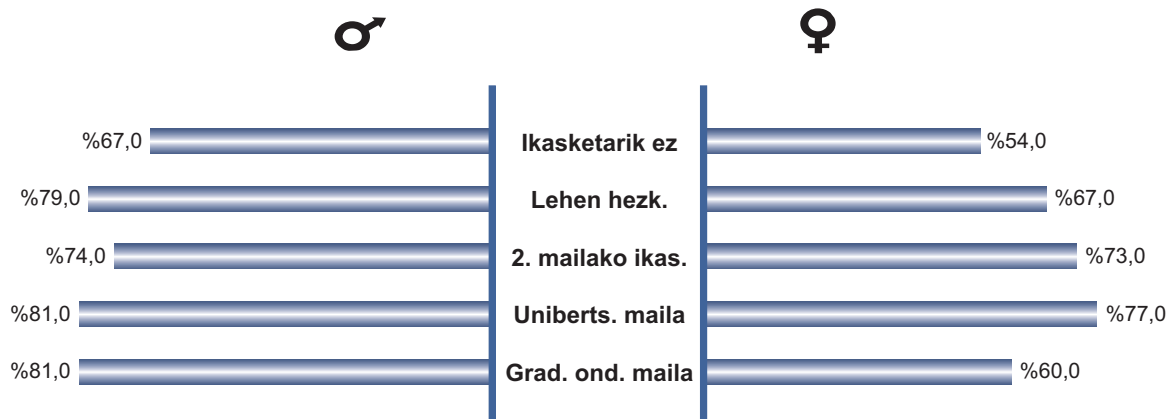 %67,0 Ikasketarik ez %54,0
%79,0 Lehen hezk. %67,0
%74,0 2. mailako ikas. %73,0
%81,0 Uniberts. maila %77,0
%81,0 Grad. ond. maila %60,0